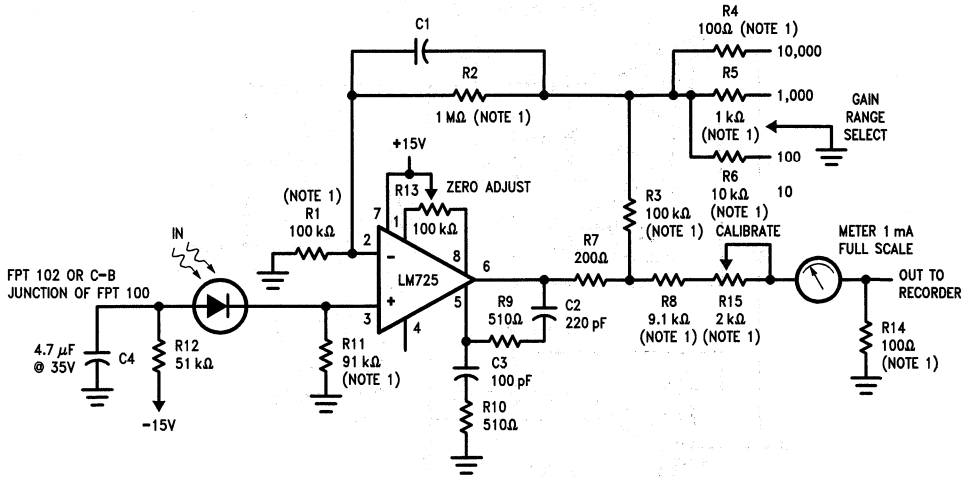 C1
R4
100Ω (NOTE 1)
10,000
R2
1 MΩ (NOTE 1)
R5
1,000
1 kΩ
(NOTE 1)
GAIN
RANGE
SELECT
100
R6
10 kΩ
(NOTE 1)
10
+15V
R13
ZERO ADJUST
100 kΩ
(NOTE 1)
R1
100 kΩ
7
1
2
−
LM725
8
6
+
3
5
4
R3
100 kΩ
(NOTE 1)
CALIBRATE
METER 1 mA
FULL SCALE
OUT TO
RECORDER
R7
200Ω
R8
9.1 kΩ
(NOTE 1)
R15
2 kΩ
(NOTE 1)
R14
100Ω
(NOTE 1)
IN
FPT 102 OR C–B
JUNCTION OF FPT 100
4.7 μF
@ 35V
C4
R12
51 kΩ
−15V
R11
91 kΩ
(NOTE 1)
R9
510Ω
C2
220 pF
C3
100 pF
R10
510Ω